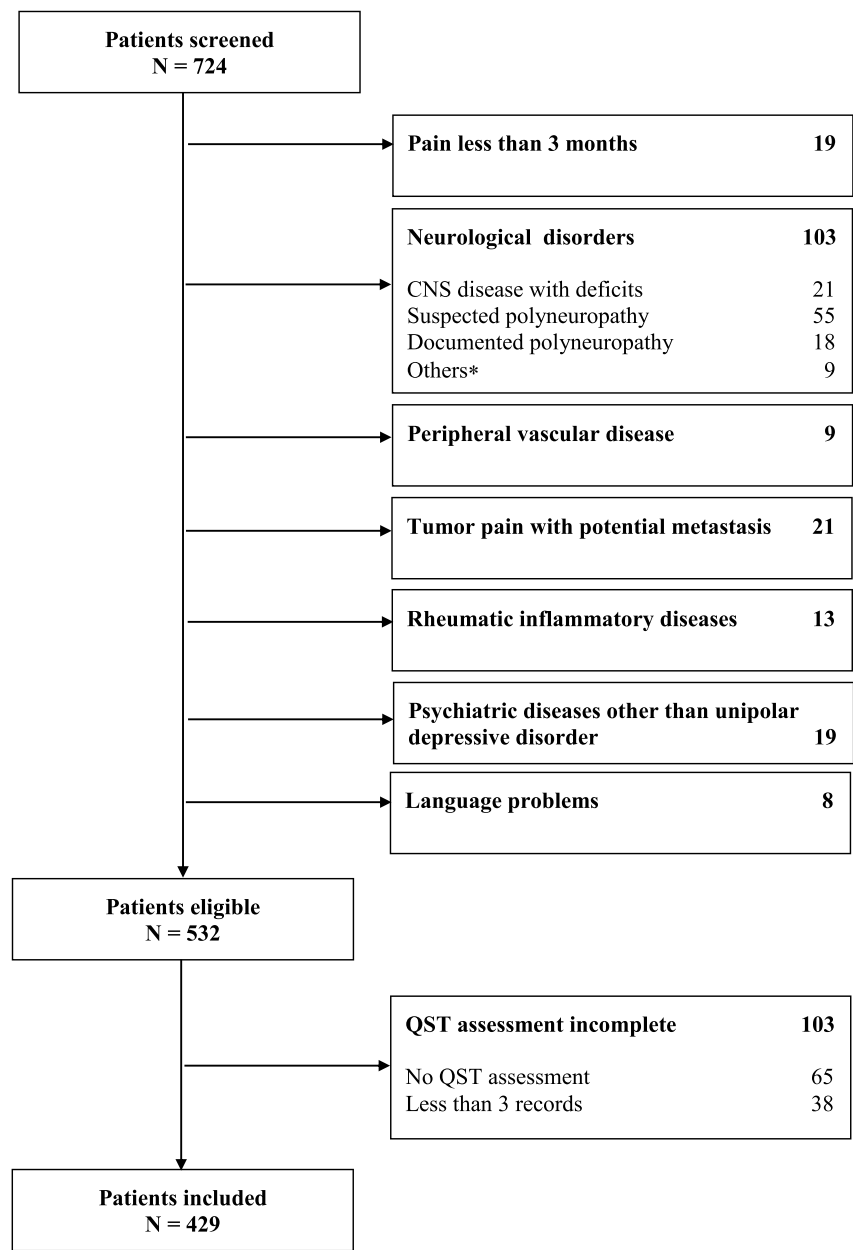 Patients screened
N = 724
Pain less than 3 months 19
Neurological disorders 103
CNS disease with deficits 21
Suspected polyneuropathy 55
Documented polyneuropathy 18
Others* 9
Peripheral vascular disease 9
Tumor pain with potential metastasis 21
Rheumatic inflammatory diseases 13
Psychiatric diseases other than unipolar
depressive disorder 19
Language problems 8
Patients eligible
N = 532
QST assessment incomplete 103
No QST assessment 65
Less than 3 records 38
Patients included
N = 429